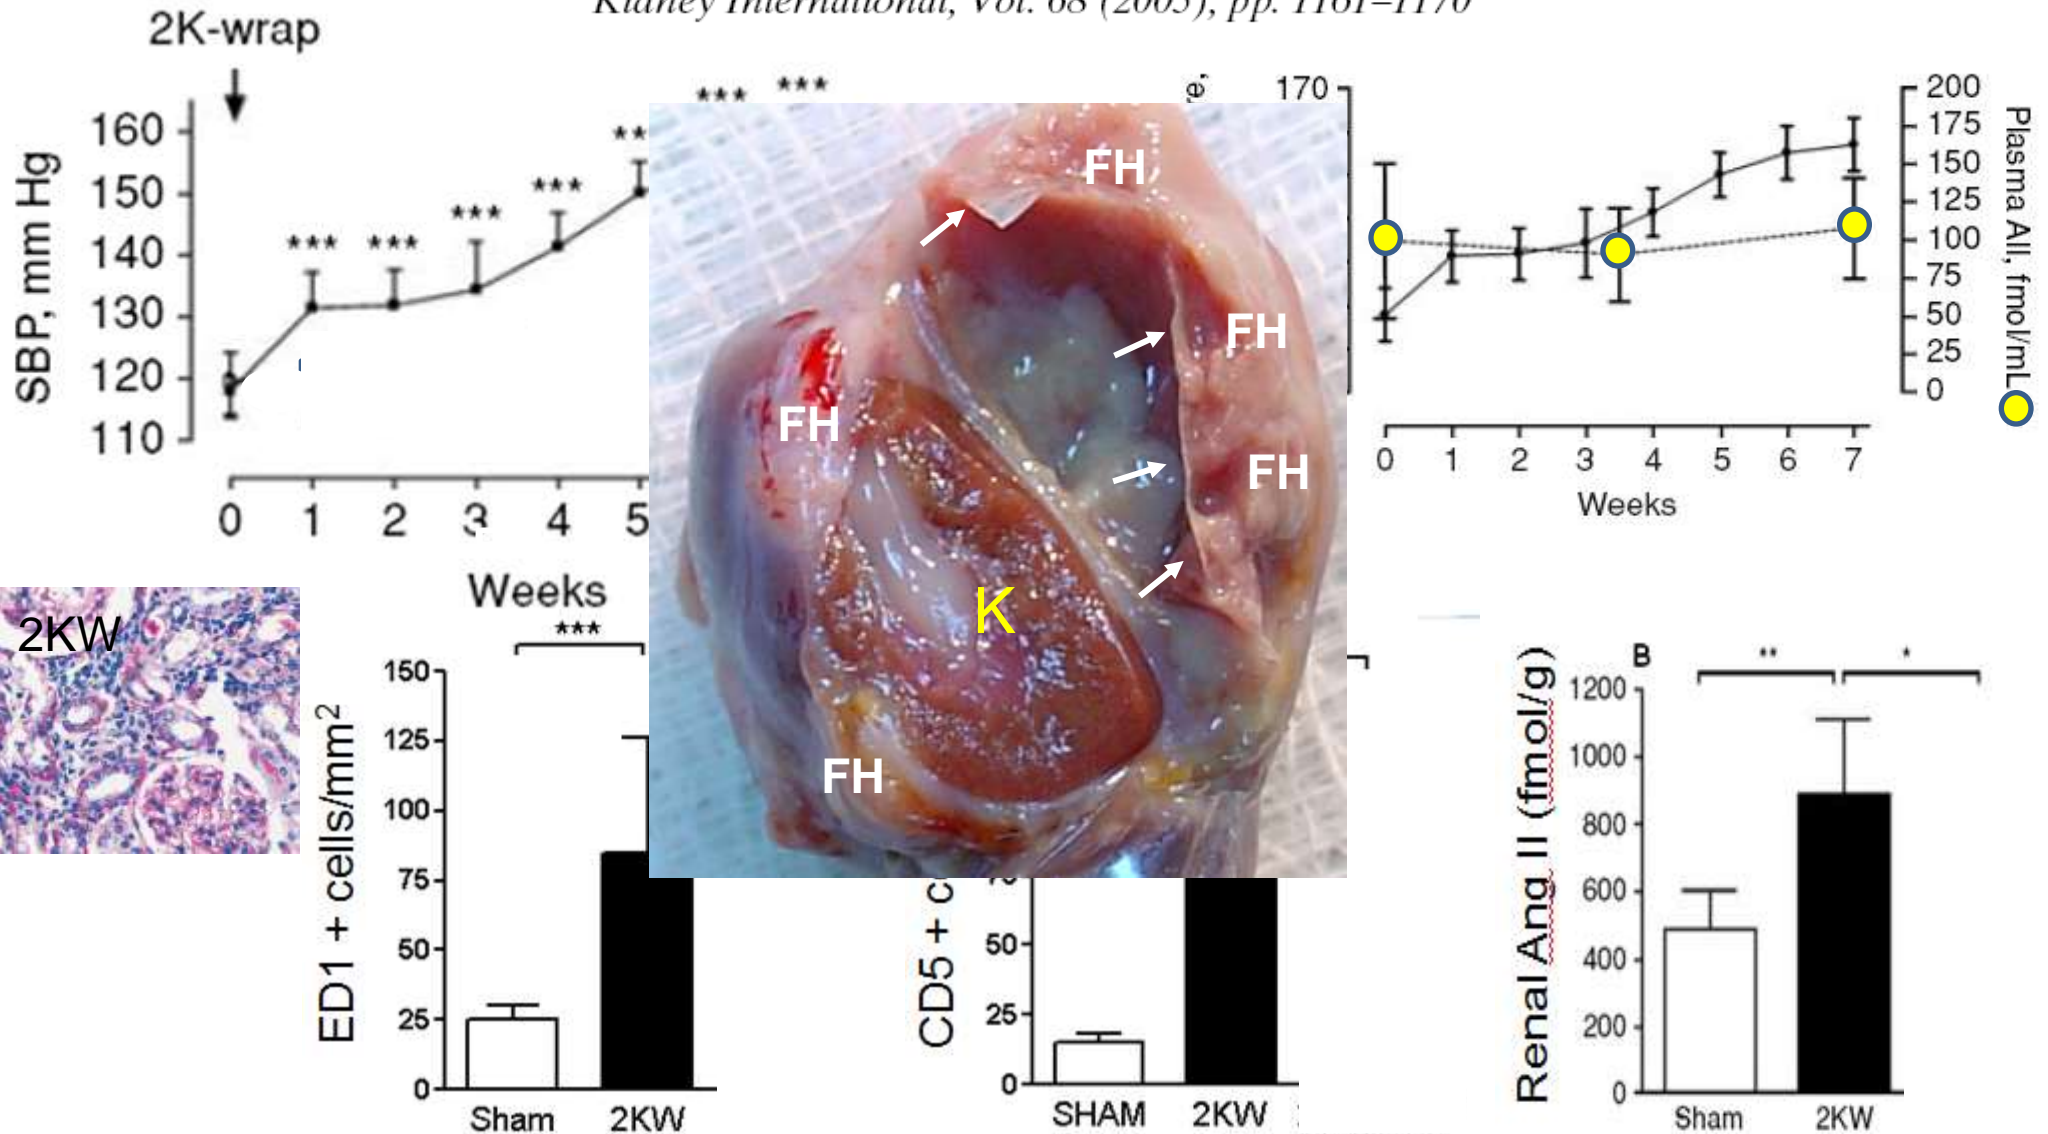 Kidney International, Vol. 68 (2005), pp. 1161–1170
2K-wrap
SBP, mm Hg
160
150
140
130
120
110
***
***
***
***
**
***
***
0 1 2 3 4 5
Weeks
170
200
175
150
125
100
75
50
25
0
Plasma AII, fmol/mL
0 1 2 3 4 5 6 7
Weeks
FH
FH
FH
FH
FH
K
2KW
***
ED1 + cells/mm2
150
125
100
75
50
25
0
Sham 2KW
CD5 +
50
25
0
SHAM 2KW
B
**
*
Renal Ang II (fmol/g)
1200
1000
800
600
400
200
0
Sham 2KW